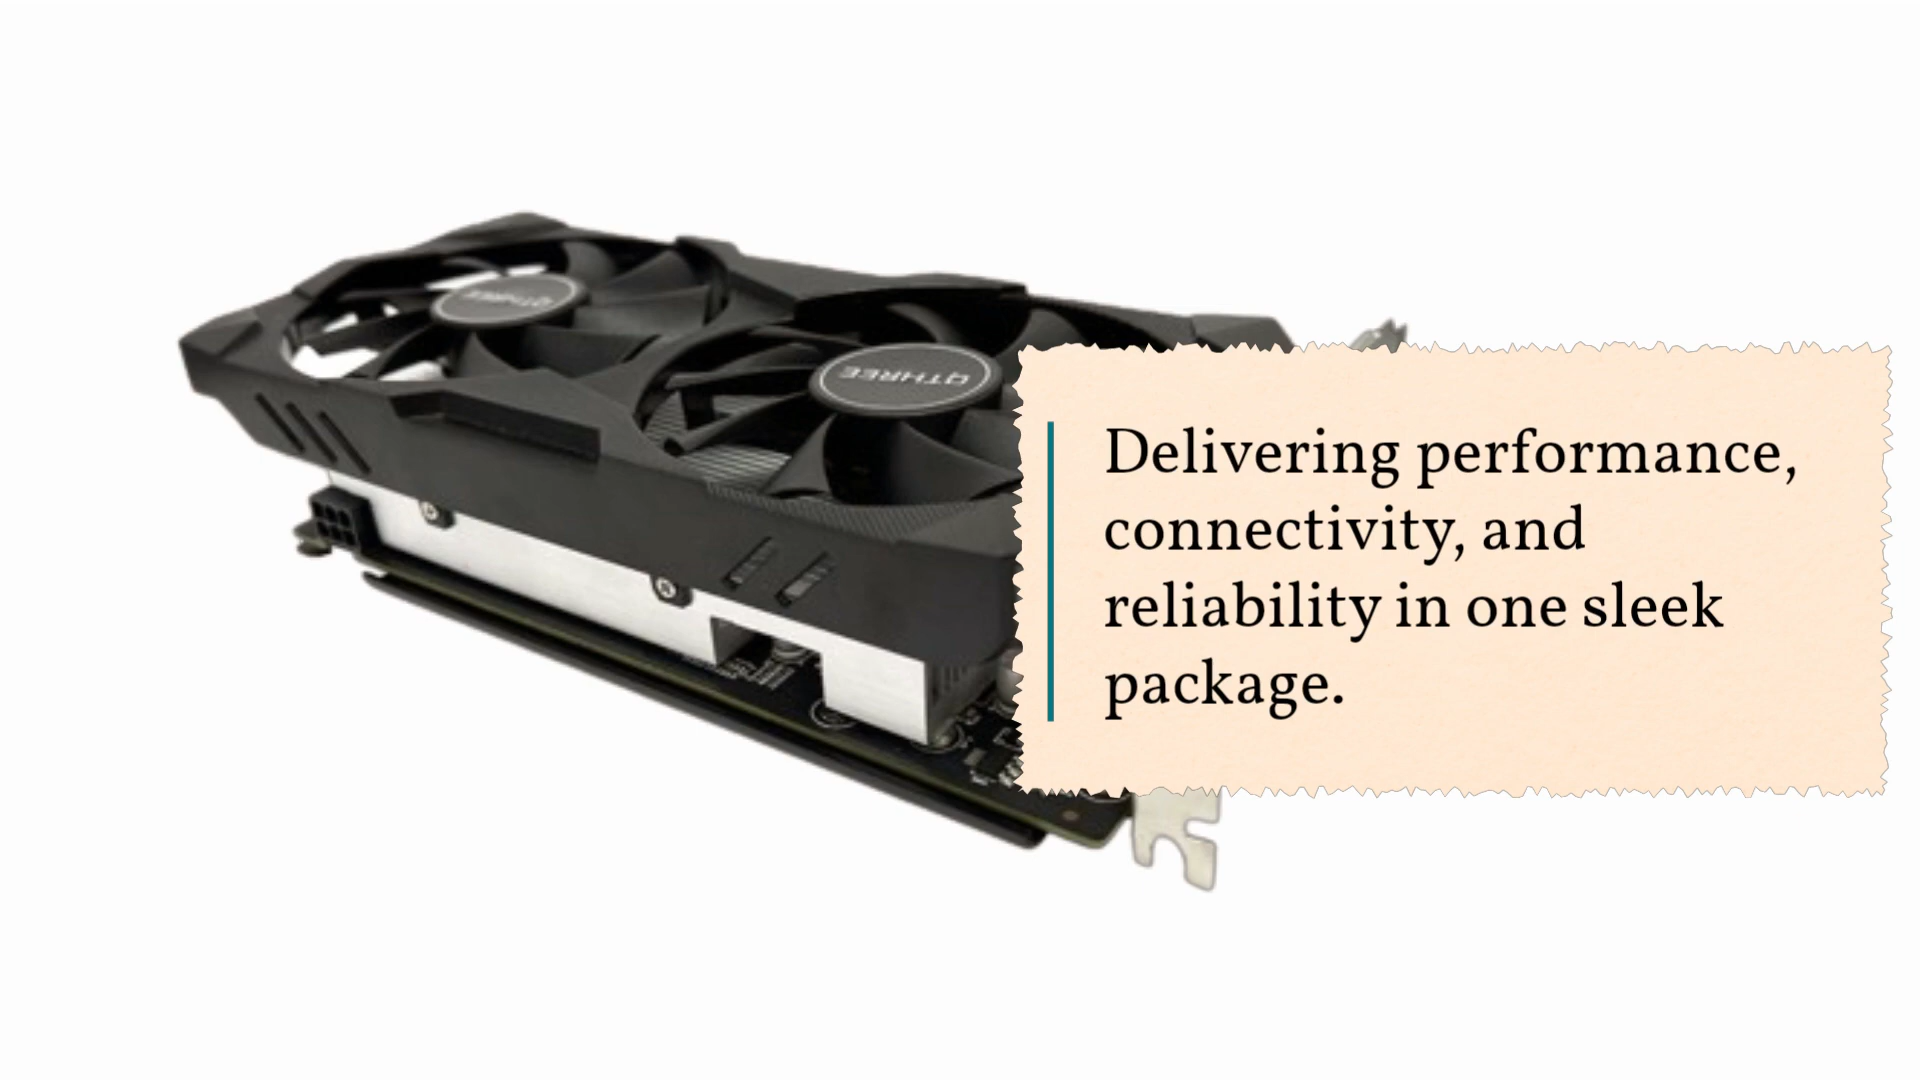 QTHREE
QTHREE
Delivering performance,
connectivity, and
reliability in one sleek
package.